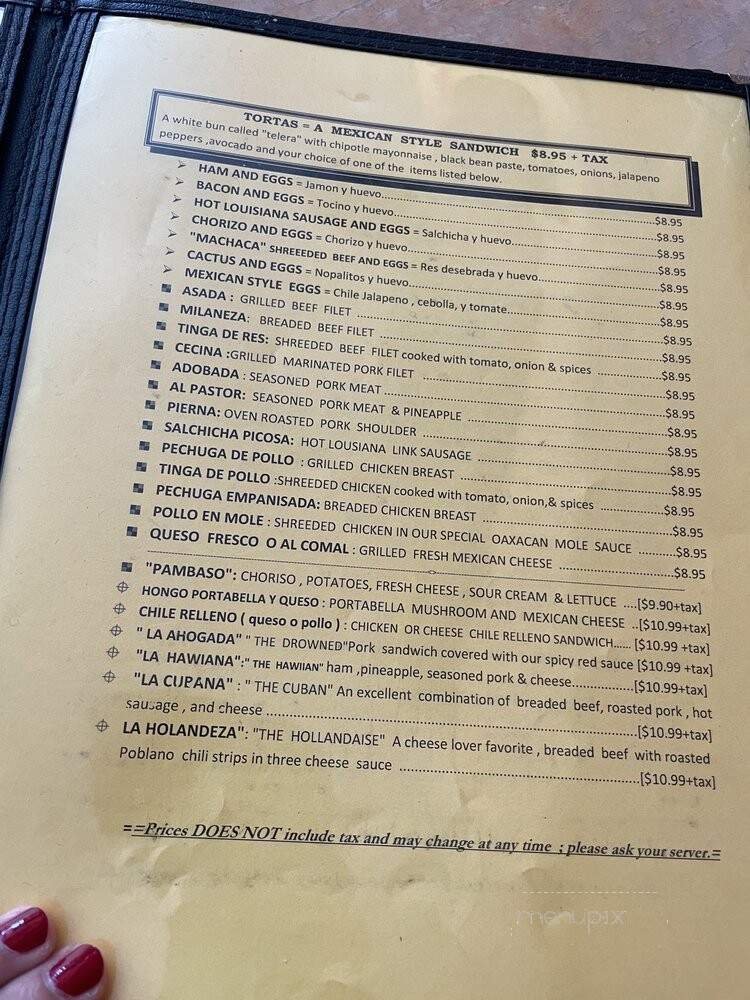 TORTAS = A MEXICAN STYLE SANDWICH $8.95 + TAX
A white bun called "telera" with chipotle mayonnaise , black bean paste, tomatoes, onions, jalapeno
peppers ,avocado and your choice of one of the items listed below.
HAM AND EGGS = Jamon y huevo...$8.95
BACON AND EGGS = Tocino y huevo...$8.95
HOT LOUISIANA SAUSAGE AND EGGS = Salchicha y huevo...$8.95
CHORIZO AND EGGS = Chorizo y huevo...$8.95
"MACHACA" SHREEEDED BEEF AND EGGS = Res desebrada y huevo...$8.95
CACTUS AND EGGS = Nopalitos y huevo...$8.95
MEXICAN STYLE EGGS = Chile Jalapeno , cebolla, y tomate...$8.95
ASADA : GRILLED BEEF FILET ...$8.95
MILANEZA: BREADED BEEF FILET ...$8.95
TINGA DE RES: SHREEDED BEEF FILET cooked with tomato, onion & spices ...$8.95
CECINA :GRILLED MARINATED PORK FILET ...$8.95
ADOBADA : SEASONED PORK MEAT...$8.95
AL PASTOR: SEASONED PORK MEAT & PINEAPPLE ...$8.95
PIERNA: OVEN ROASTED PORK SHOULDER ...$8.95
SALCHICHA PICOSA: HOT LOUSIANA LINK SAUSAGE ...$8.95
PECHUGA DE POLLO : GRILLED CHICKEN BREAST ...$8.95
TINGA DE POLLO :SHREEDED CHICKEN cooked with tomato, onion,& spices ...$8.95
PECHUGA EMPANISADA: BREADED CHICKEN BREAST ...$8.95
POLLO EN MOLE : SHREEDED CHICKEN IN OUR SPECIAL OAXACAN MOLE SAUCE ...$8.95
QUESO FRESCO O AL COMAL : GRILLED FRESH MEXICAN CHEESE ...$8.95
"PAMBASO": CHORISO , POTATOES, FRESH CHEESE , SOUR CREAM & LETTUCE ....[$9.90+tax]
HONGO PORTABELLA Y QUESO : PORTABELLA MUSHROOM AND MEXICAN CHEESE ..[$10.99+tax]
CHILE RELLENO ( queso o pollo ) : CHICKEN OR CHEESE CHILE RELLENO SANDWICH...... [$10.99 +tax]
" LA AHOGADA" " THE DROWNED"Pork sandwich covered with our spicy red sauce [$10.99 +tax]
"LA HAWIANA":" THE HAWIIAN" ham ,pineapple, seasoned pork & cheese...[$10.99+tax]
"LA CUBANA" : " THE CUBAN" An excellent combination of breaded beef, roasted pork , hot
sausage , and cheese ...[$10.99+tax]
LA HOLANDEZA": "THE HOLLANDAISE" A cheese lover favorite , breaded beef with roasted
Poblano chili strips in three cheese sauce ...[$10.99+tax]
==Prices DOES NOT include tax and may change at any time ; please ask your server.=
menupix